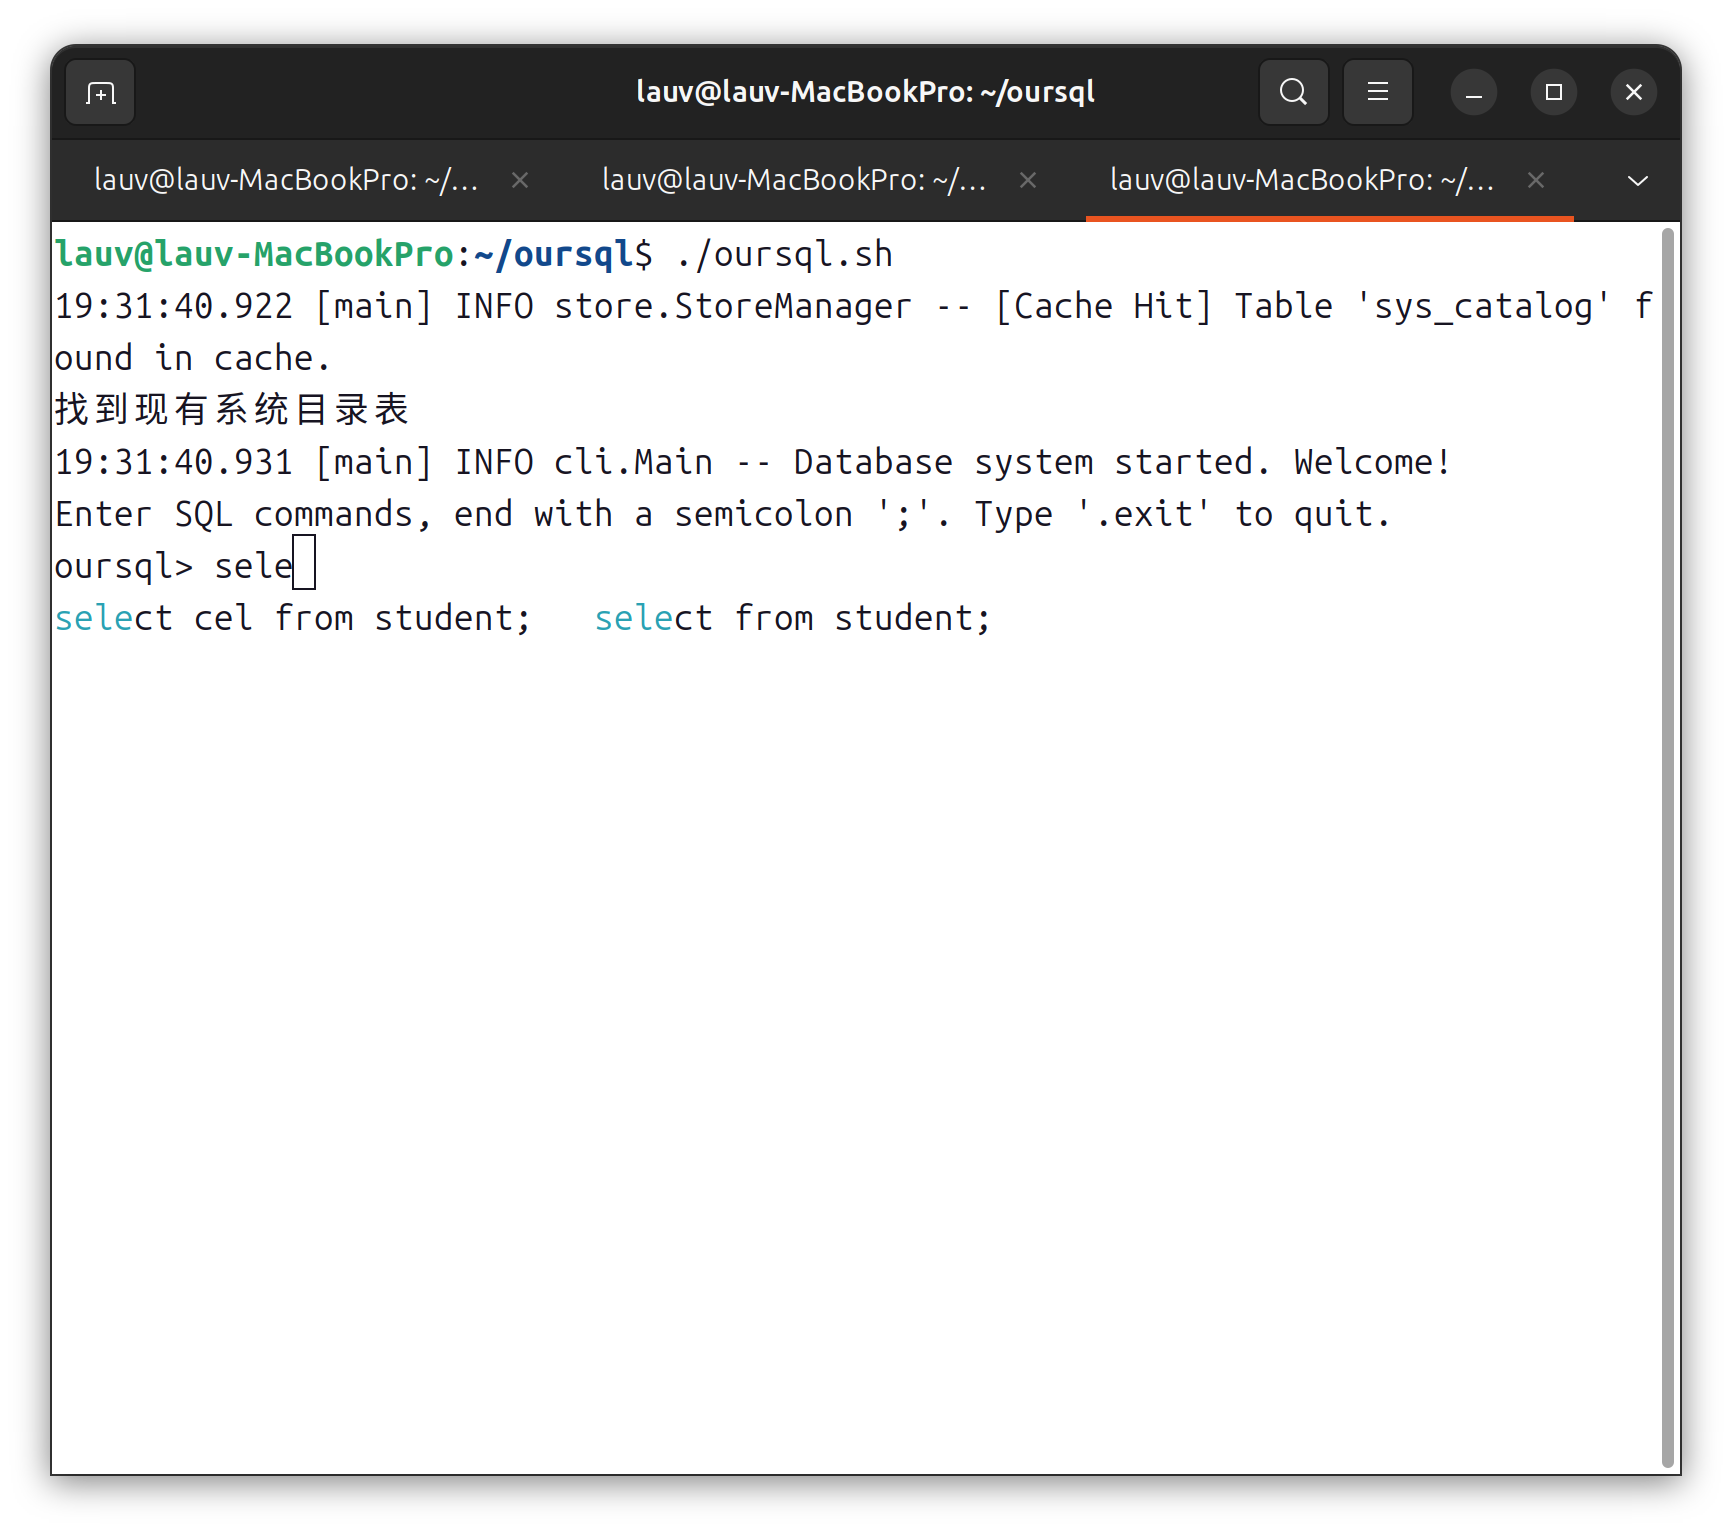 lauv@lauv-MacBookPro: ~/oursql
lauv@lauv-MacBookPro: ~/... lauv@lauv-MacBookPro: ~/... lauv@lauv-MacBookPro: ~/...
lauv@lauv-MacBookPro:~/oursql$ ./oursql.sh
19:31:40.922 [main] INFO store.StoreManager -- [Cache Hit] Table 'sys_catalog' f
ound in cache.
找到现有系统目录表
19:31:40.931 [main] INFO cli.Main -- Database system started. Welcome!
Enter SQL commands, end with a semicolon ';'. Type '.exit' to quit.
oursql> sele
select cel from student;   select from student;